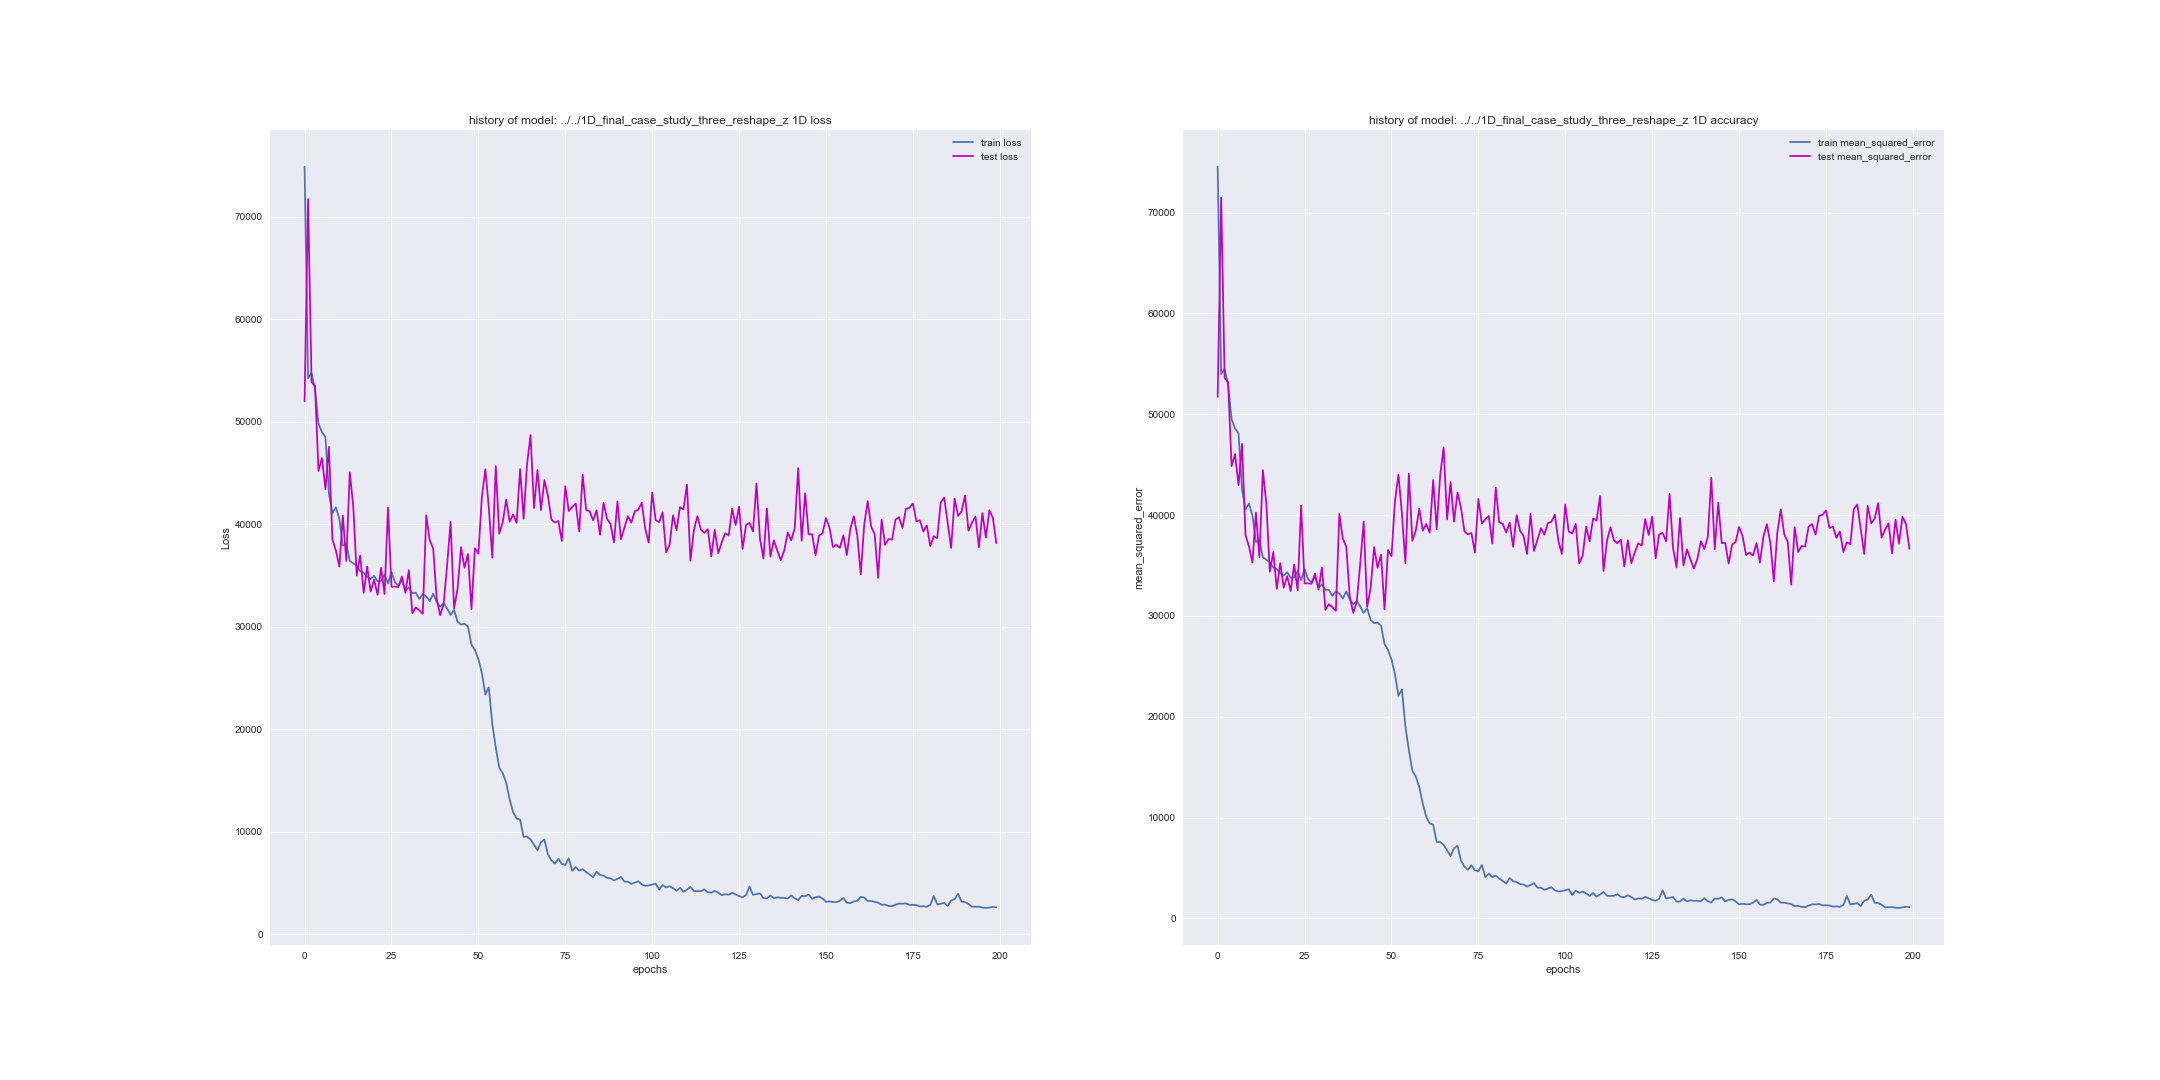 history of model: ../../1D_final_case_study_three_reshape_z 1D loss
train loss
test loss
70000
60000
50000
40000
30000
20000
10000
0
Loss
0 25 50 75 100 125 150 175 200
epochs
history of model: ../../1D_final_case_study_three_reshape_z 1D accuracy
train mean_squared_error
test mean_squared_error
70000
60000
50000
40000
30000
20000
10000
0
mean_squared_error
0 25 50 75 100 125 150 175 200
epochs